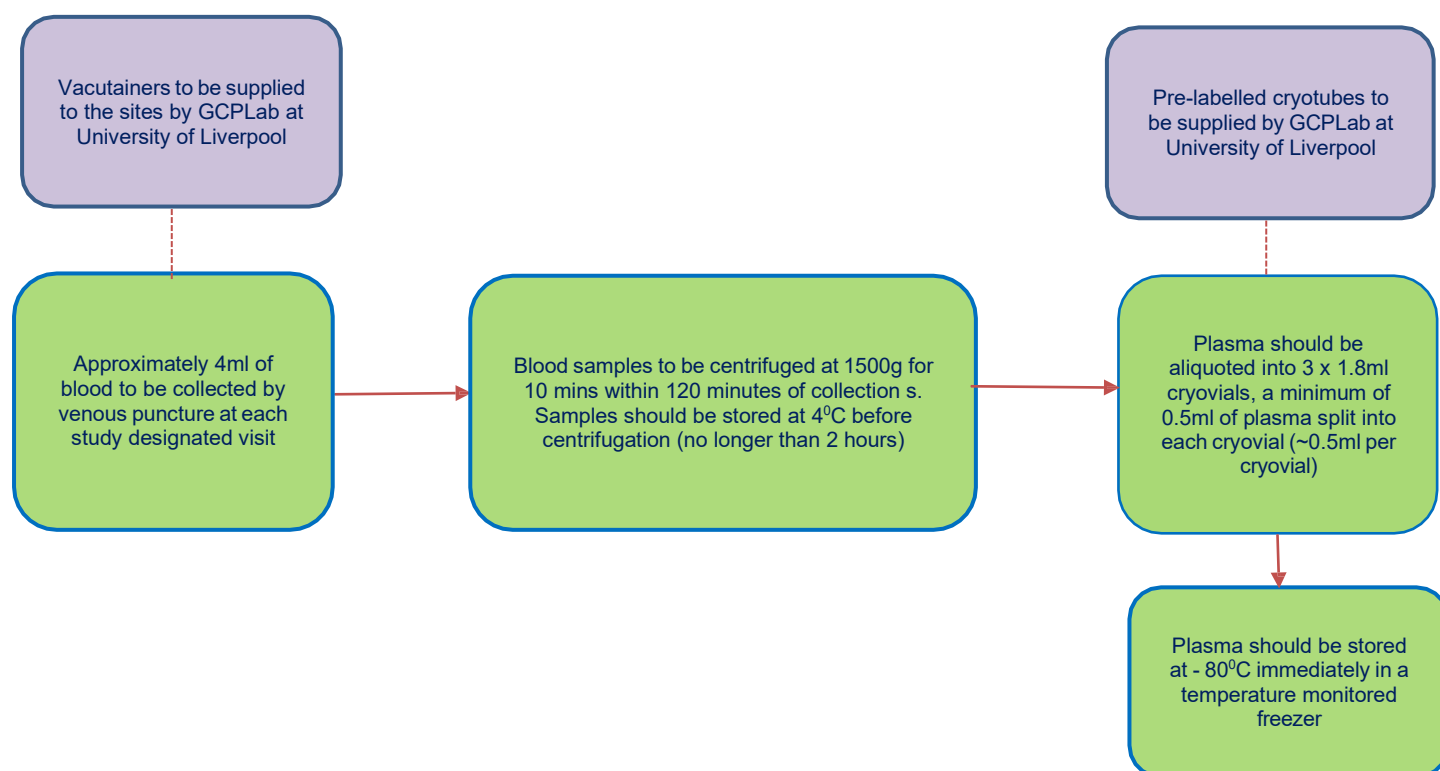 Vacutainers to be supplied
to the sites by GCPLab at
University of Liverpool
Pre-labelled cryotubes to
be supplied by GCPLab at
University of Liverpool
Approximately 4ml of
blood to be collected by
venous puncture at each
study designated visit
Blood samples to be centrifuged at 1500g for
10 mins within 120 minutes of collection s.
Samples should be stored at 4⁰C before
centrifugation (no longer than 2 hours)
Plasma should be
aliquoted into 3 x 1.8ml
cryovials, a minimum of
0.5ml of plasma split into
each cryovial (~0.5ml per
cryovial)
Plasma should be stored
at - 80⁰C immediately in a
temperature monitored
freezer